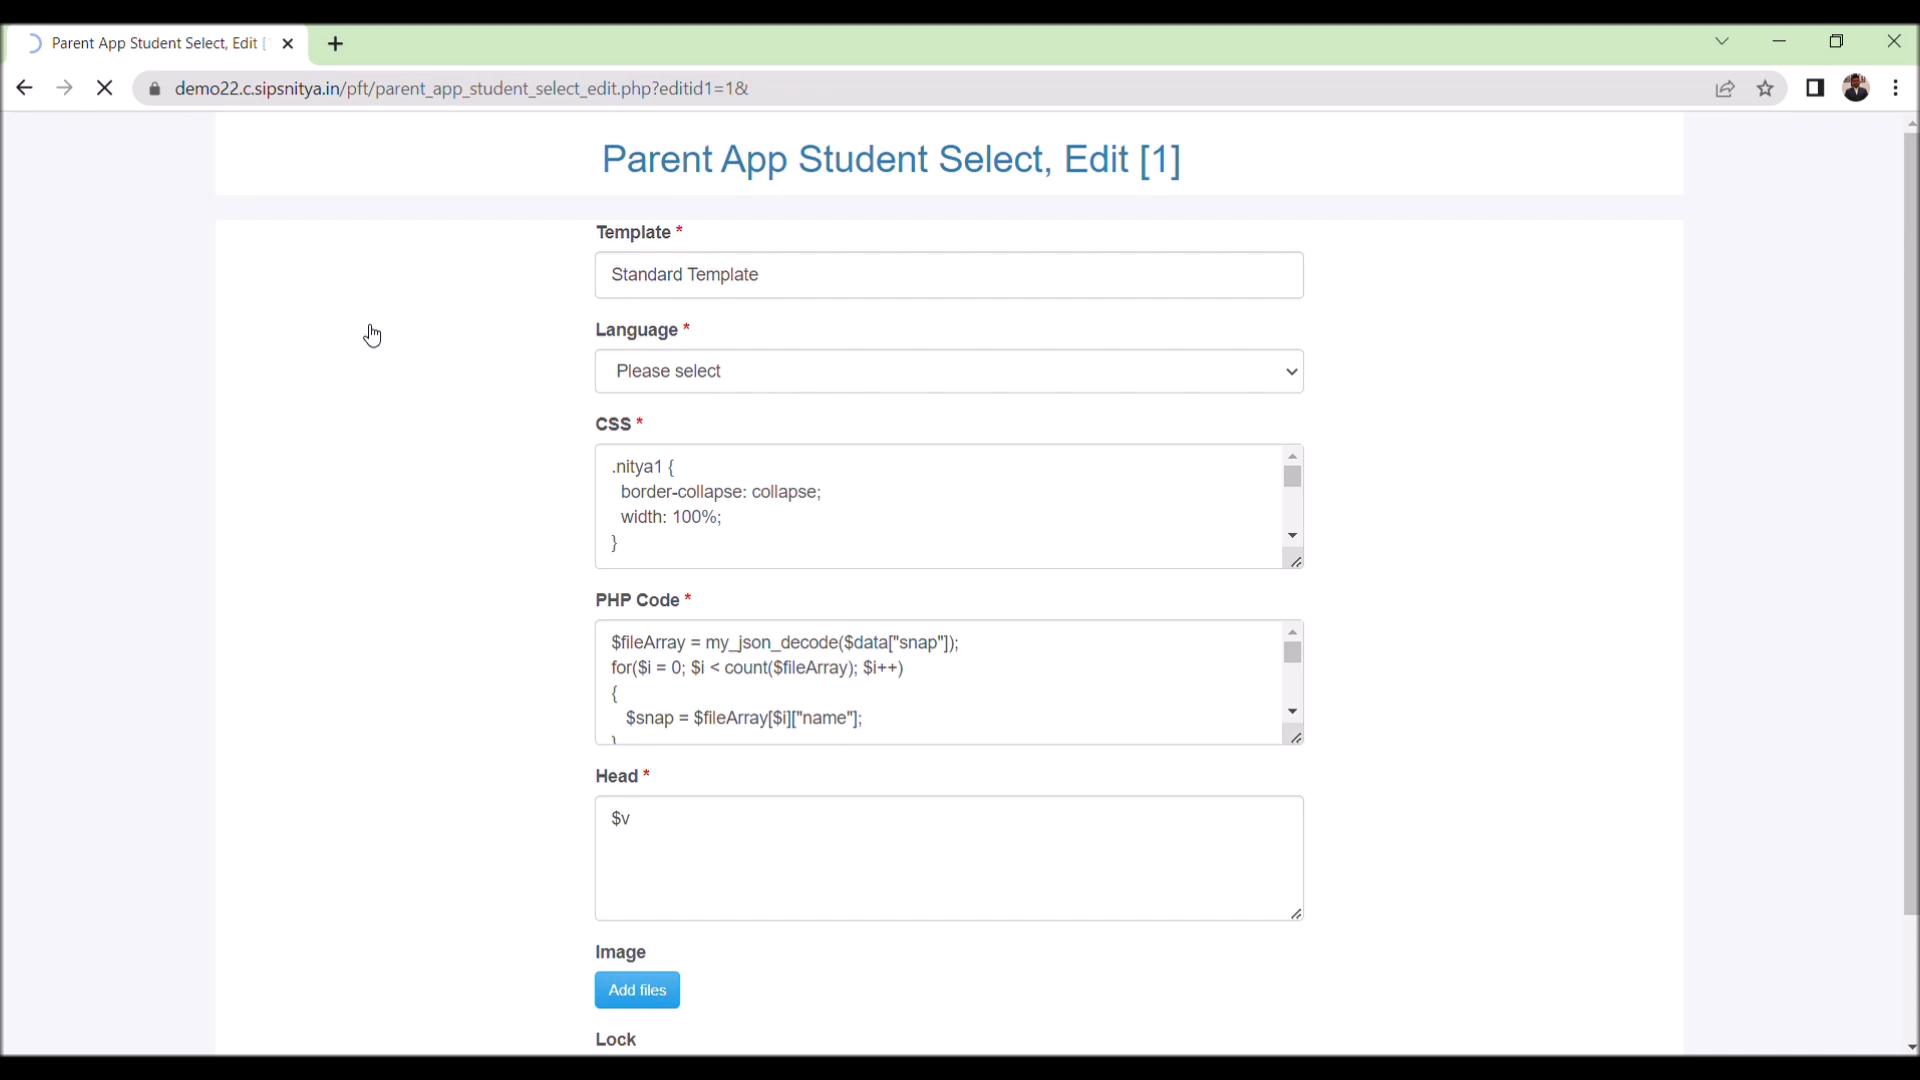 Parent App Student Select, Edit [
demo22.c.sipsnitya.in/pft/parent_app_student_select_edit.php?editid1=1&
Parent App Student Select, Edit [1]
Template *
Standard Template
Language *
Please select
CSS *
.nitya1 {
border-collapse: collapse;
width: 100%;
}
PHP Code *
$fileArray = my_json_decode($data["snap"]);
for($i = 0; $i < count($fileArray); $i++)
{
$snap = $fileArray[$i]["name"];
}
Head *
$v
Image
Add files
Lock